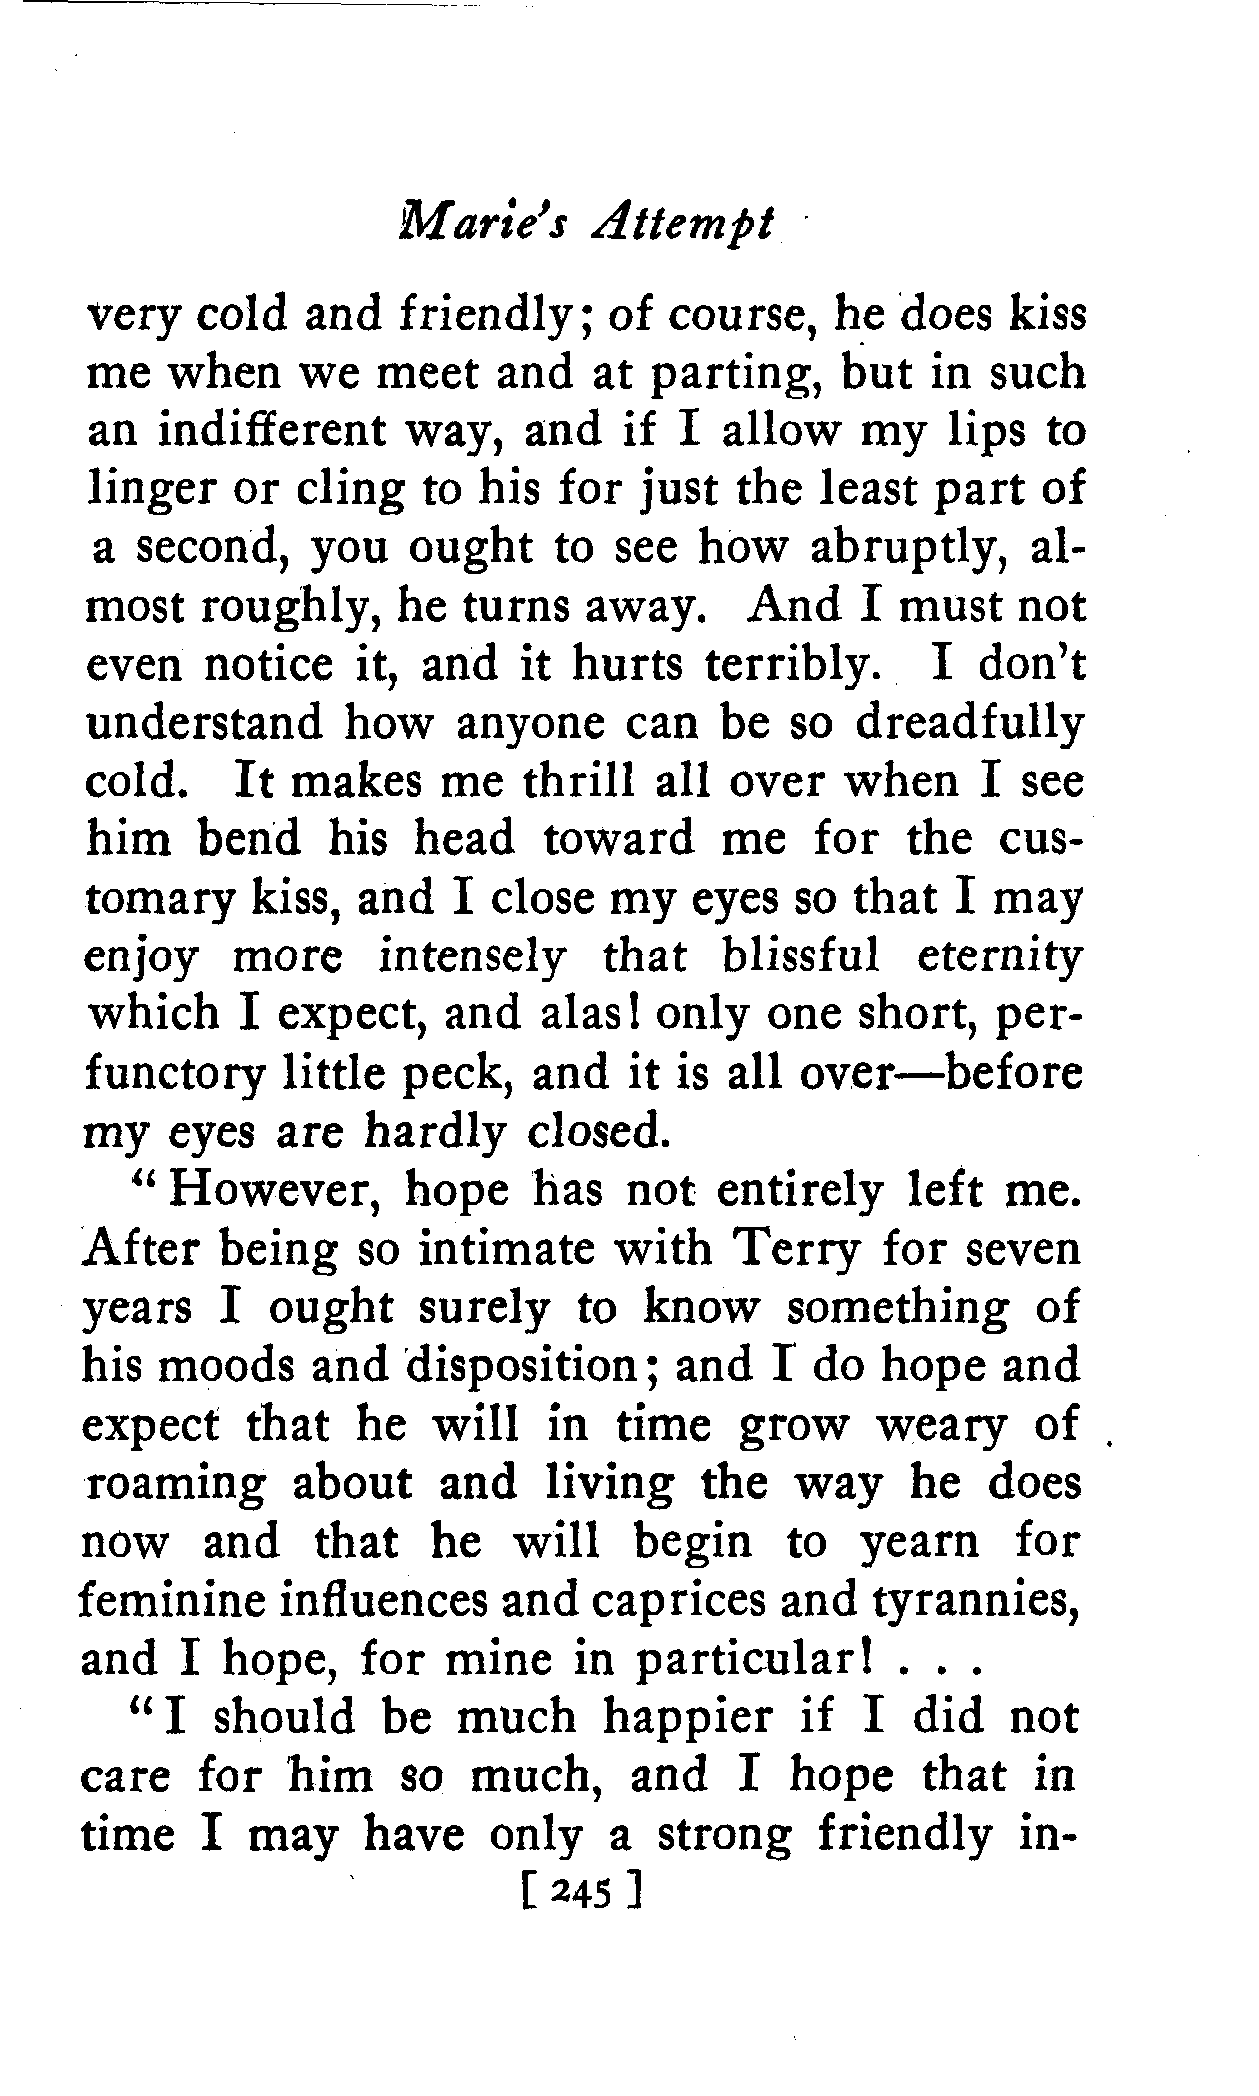 Marie's Attempt
very cold and friendly; of course, he does kiss
me when we meet and at parting, but in such
an indifferent way, and if I allow my lips to
linger or cling to his for just the least part of
a second, you ought to see how abruptly, al-
most roughly, he turns away. And I must not
even notice it, and it hurts terribly. I don't
understand how anyone can be so dreadfully
cold. It makes me thrill all over when I see
him bend his head toward me for the cus-
tomary kiss, and I close my eyes so that I may
enjoy more intensely that blissful eternity
which I expect, and alas! only one short, per-
functory little peck, and it is all over—before
my eyes are hardly closed.
"However, hope has not entirely left me.
After being so intimate with Terry for seven
years I ought surely to know something of
his moods and disposition; and I do hope and
expect that he will in time grow weary of
roaming about and living the way he does
now and that he will begin to yearn for
feminine influences and caprices and tyrannies,
and I hope, for mine in particular! . . .
"I should be much happier if I did not
care for him so much, and I hope that in
time I may have only a strong friendly in-
[ 245 ]